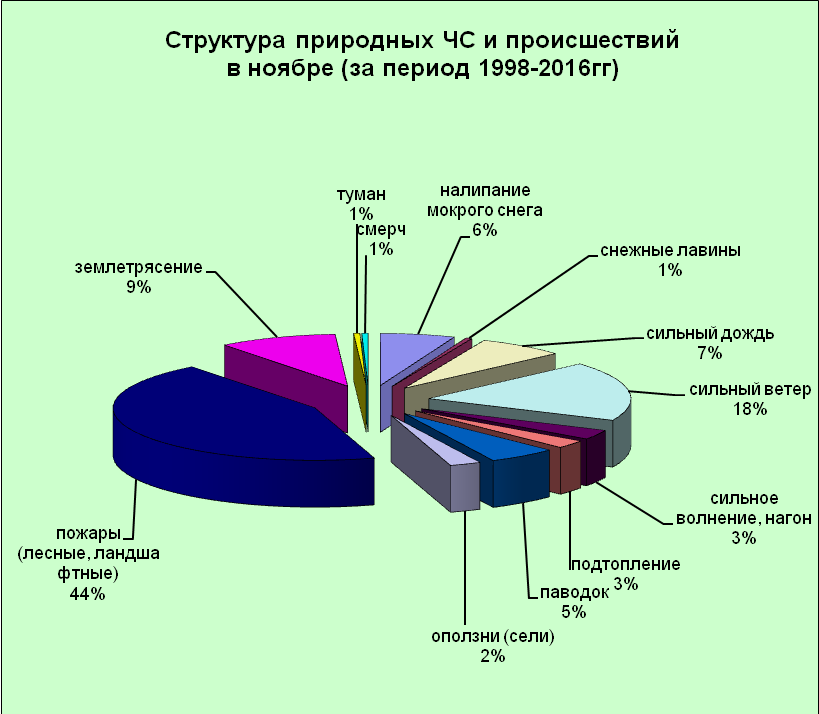 Структура природных ЧС и происшествий
в ноябре (за период 1998-2016гг)
туман
1%
смерч
1%
налипание
мокрого снега
6%
снежные лавины
1%
сильный дождь
7%
сильный ветер
18%
сильное
волнение, нагон
3%
подтопление
3%
паводок
5%
оползни (сели)
2%
пожары
(лесные, ландша
фтные)
44%
землетрясение
9%